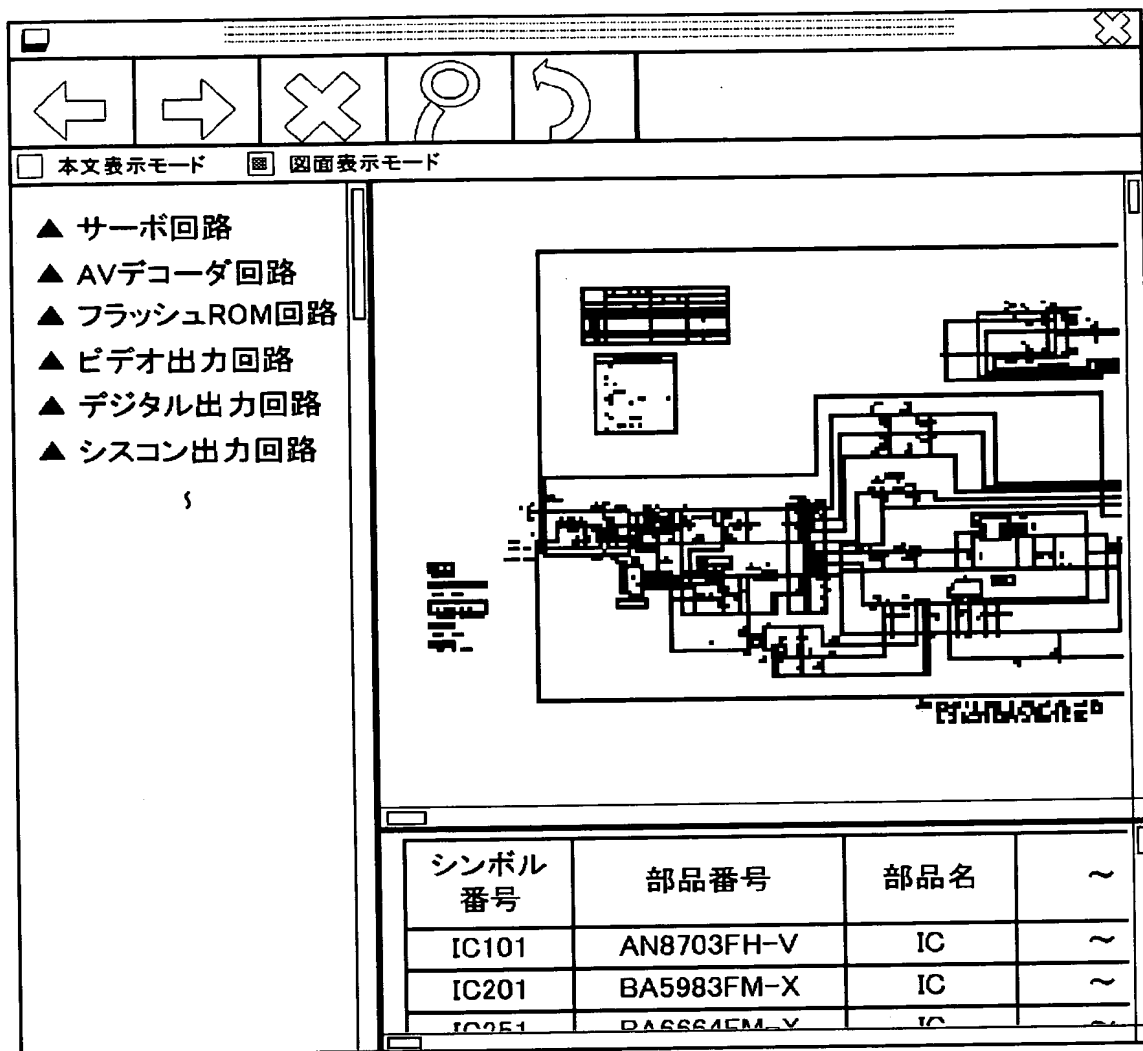 本文表示モード 図面表示モード
▲ サーボ回路
▲ AVデコーダ回路
▲ フラッシュROM回路
▲ ビデオ出力回路
▲ デジタル出力回路
▲ シスコン出力回路
シンボル番号 部品番号 部品名 ~
IC101 AN8703FH-V IC ~
IC201 BA5983FM-X IC ~
IC251 BA6664FM-X IC ~